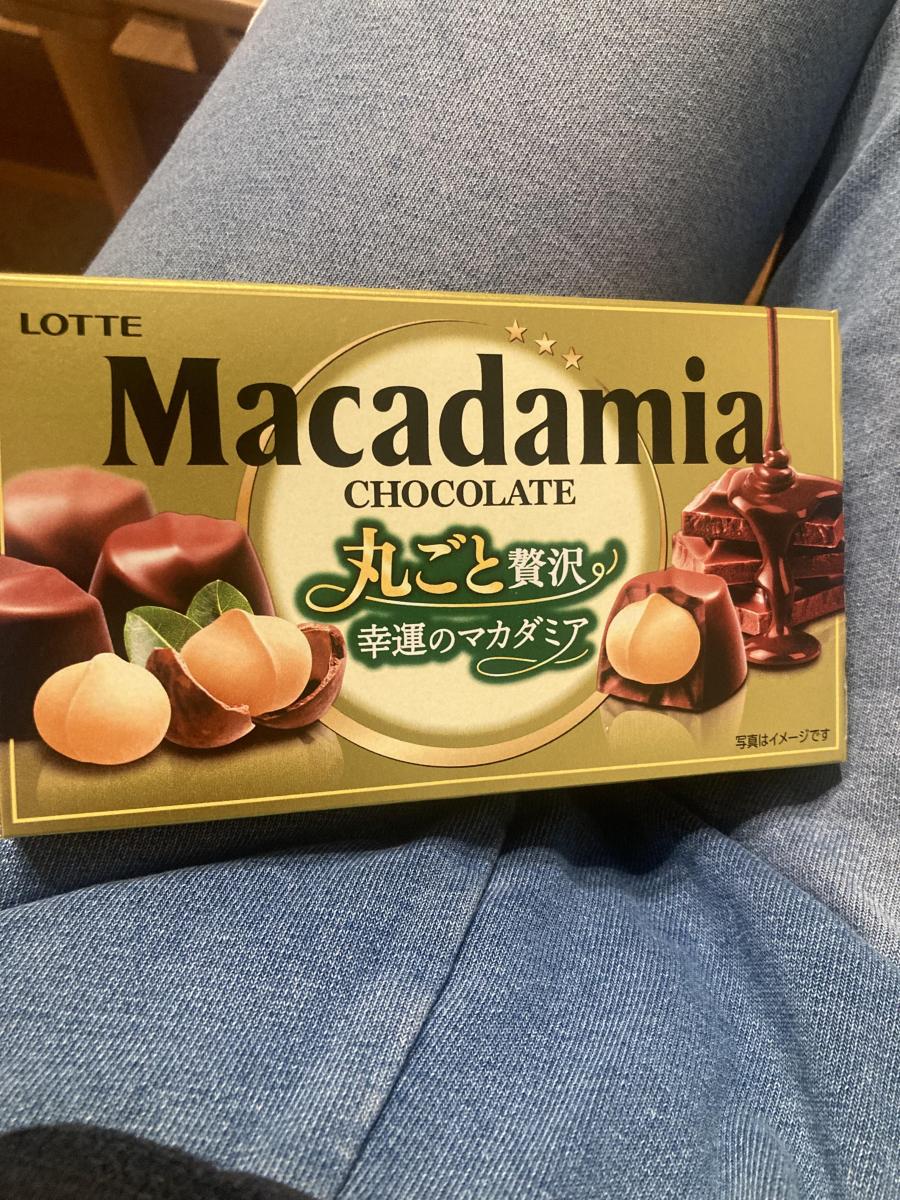 LOTTE
Macadamia
CHOCOLATE
丸ごと贅沢
幸運のマカダミア
写真はイメージです